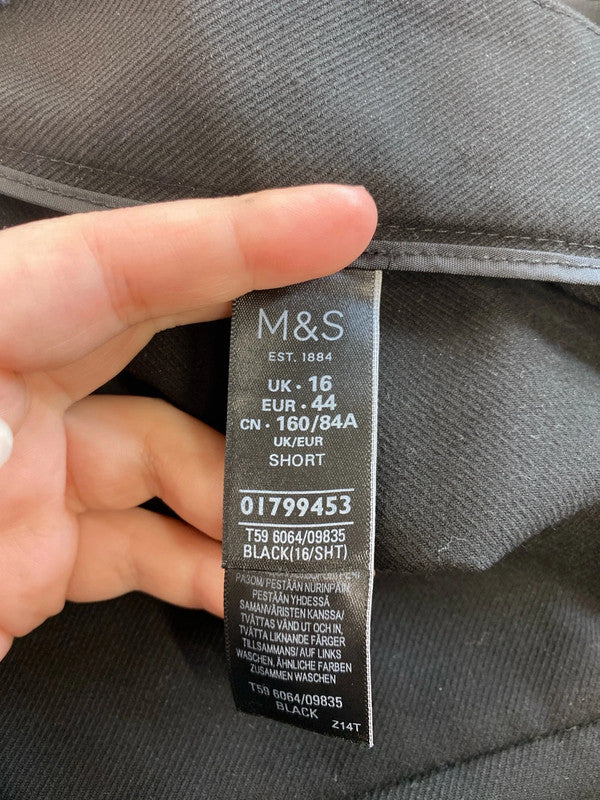 M&S
EST. 1884
UK · 16
EUR · 44
CN · 160/84A
UK/EUR
SHORT
01799453
T59 6064/09835
BLACK(16/SHT)
PESTÄÄN NURINPÄIN
PESTÄÄN YHDESSÄ
SAMANVÄRISTEN KANSSA/
TVÄTTAS VÄND UT OCH IN,
TVÄTTA LIKNANDE FÄRGER
TILLSAMMANS/ AUF LINKS
WASCHEN, ÄHNLICHE FARBEN
ZUSAMMEN WASCHEN
T59 6064/09835
BLACK
Z14T